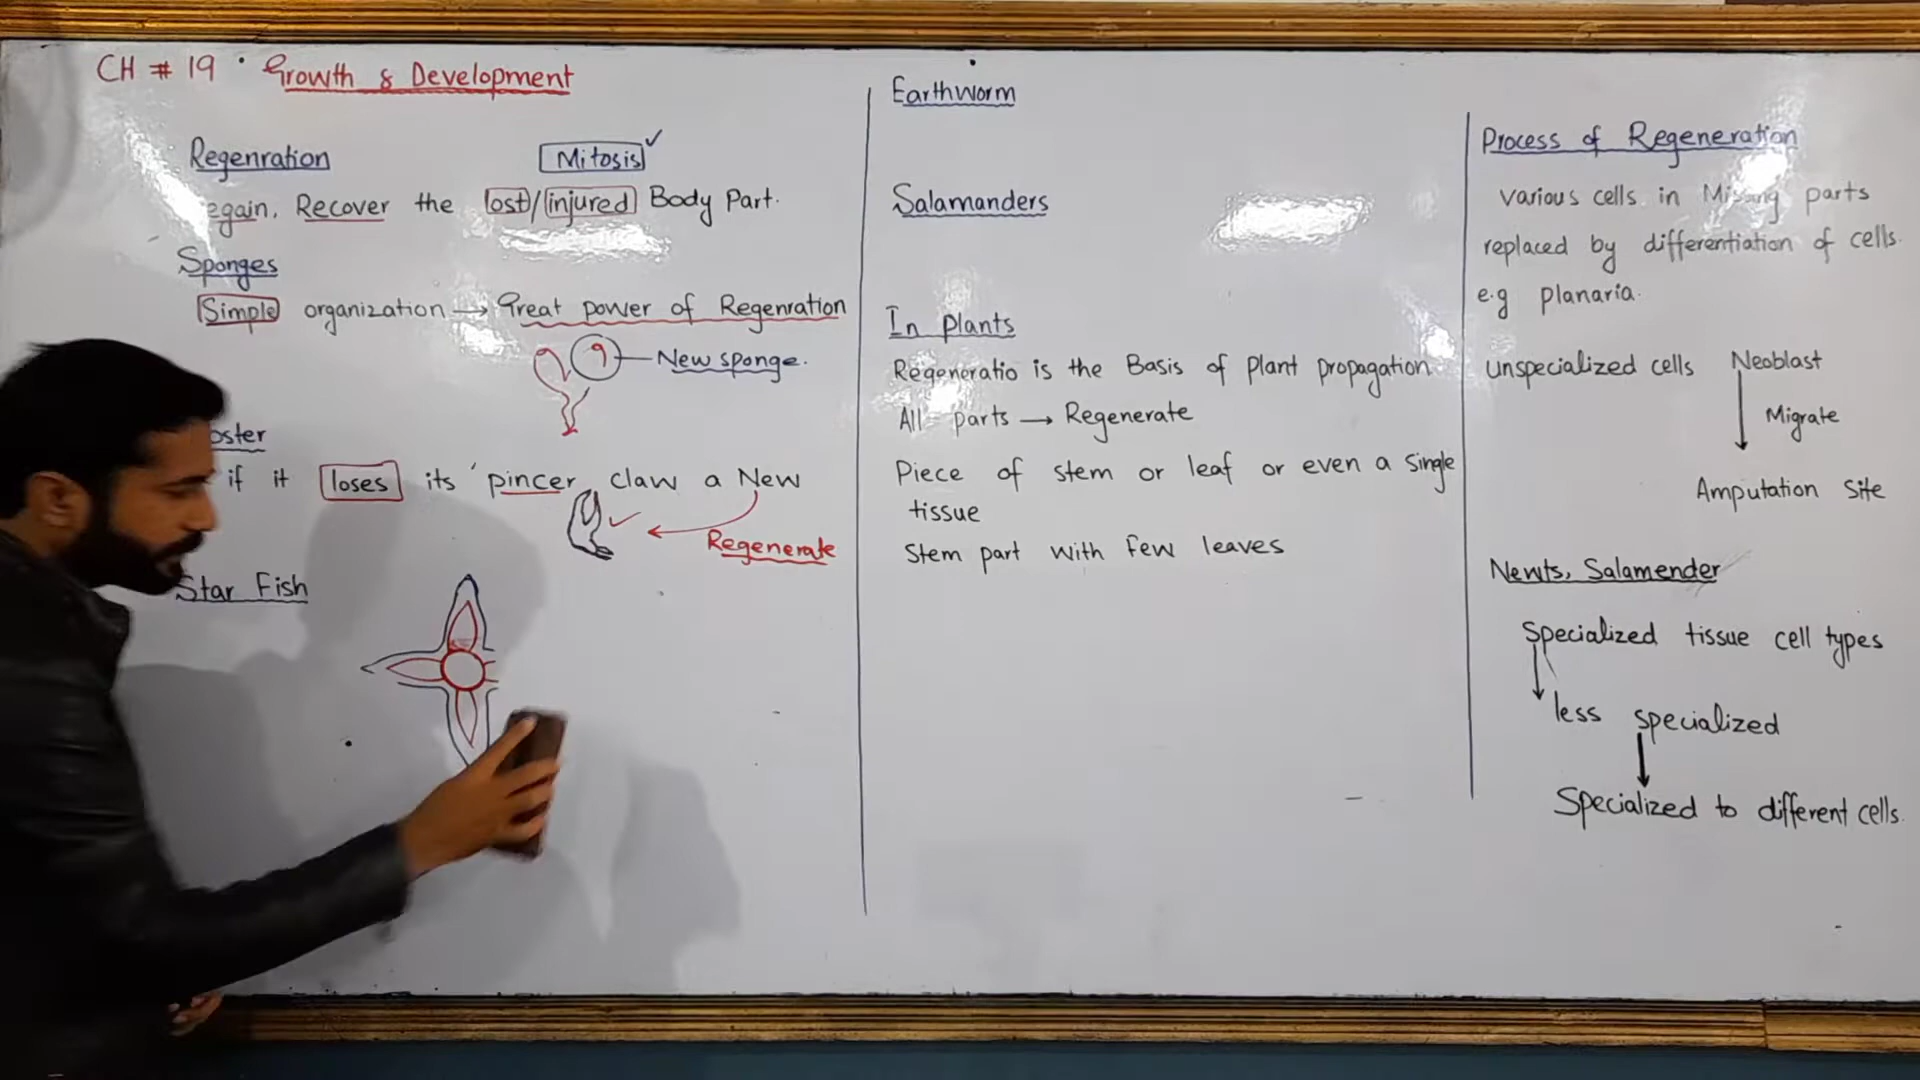 CH # 19 · Growth & Development
Regenration
Mitosis ✓
egain, Recover the lost/injured Body Part.
Sponges
Simple organization → Great power of Regenration
New sponge.
oster
if it loses its pincer claw a New
Regenerate
Star Fish
Earthworm
Salamanders
In plants
Regeneratio is the Basis of plant propagation
All parts → Regenerate
Piece of stem or leaf or even a single
tissue
Stem part with few leaves
Process of Regeneration
various cells in Missing parts
replaced by differentiation of cells.
e.g planaria.
Unspecialized cells Neoblast
Migrate
Amputation Site
Newts, Salamender
Specialized tissue cell types
less specialized
Specialized to different cells.